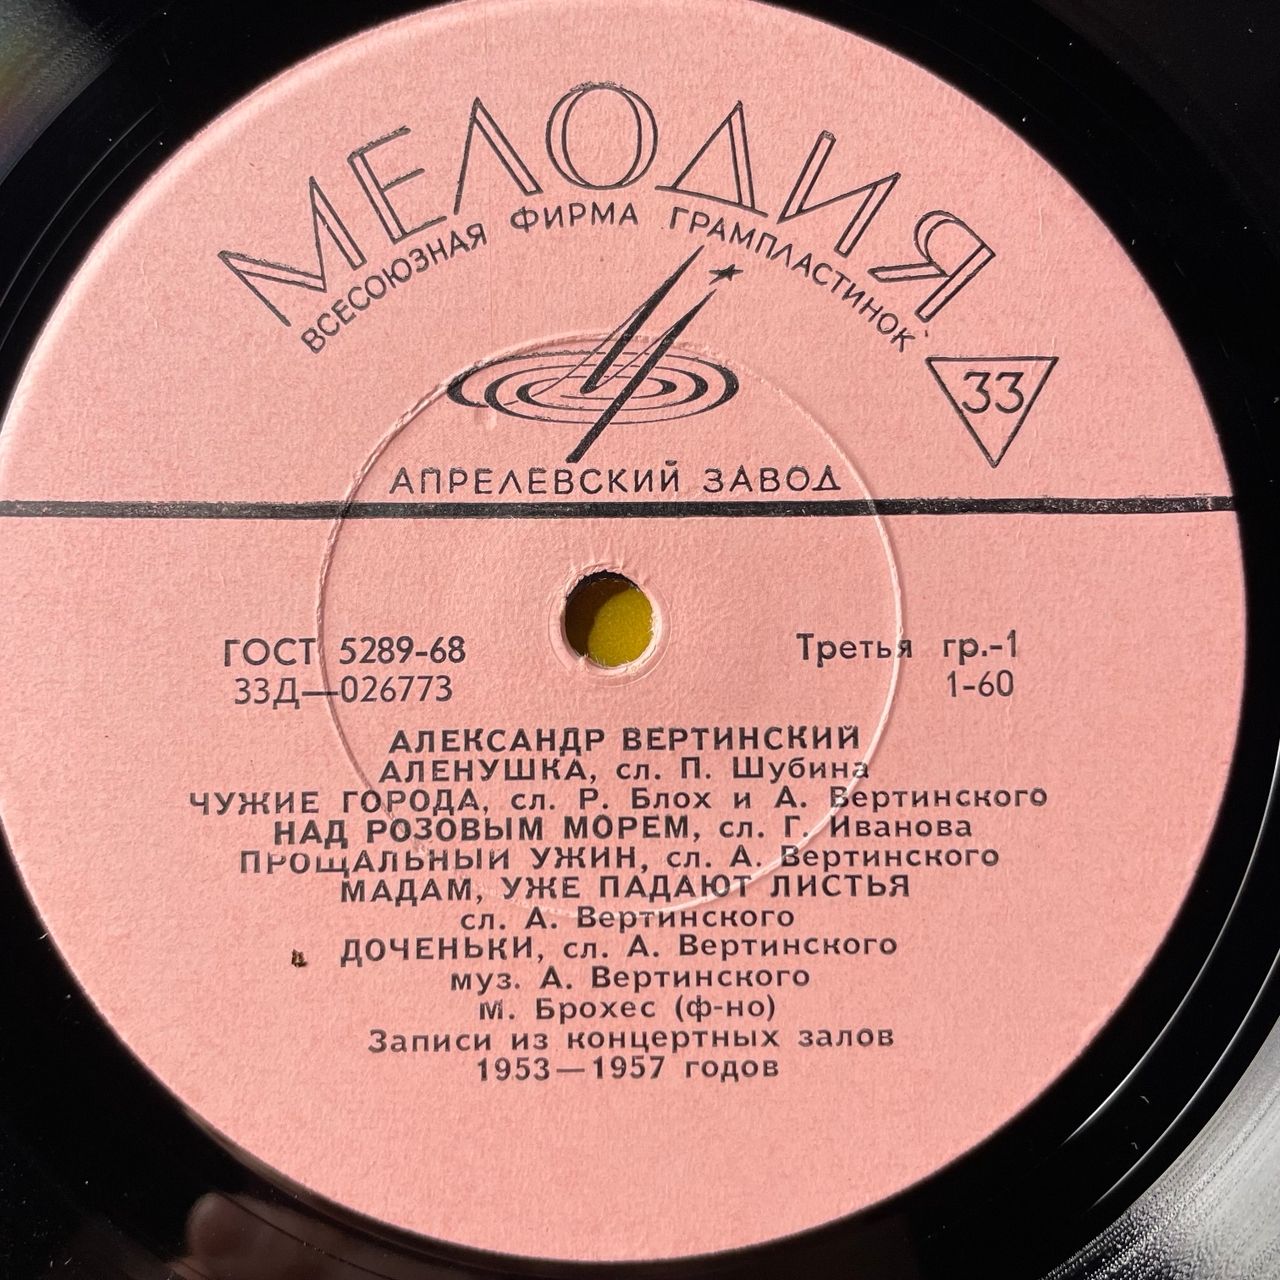 МЕЛОДИЯ
ВСЕСОЮЗНАЯ ФИРМА ГРАМПЛАСТИНОК
33
АПРЕЛЕВСКИЙ ЗАВОД
ГОСТ 5289-68 Третья гр.-1
33Д—026773 1-60
АЛЕКСАНДР ВЕРТИНСКИЙ
АЛЕНУШКА, сл. П. Шубина
ЧУЖИЕ ГОРОДА, сл. Р. Блох и А. Вертинского
НАД РОЗОВЫМ МОРЕМ, сл. Г. Иванова
ПРОЩАЛЬНЫЙ УЖИН, сл. А. Вертинского
МАДАМ, УЖЕ ПАДАЮТ ЛИСТЬЯ
сл. А. Вертинского
ДОЧЕНЬКИ, сл. А. Вертинского
муз. А. Вертинского
М. Брохес (ф-но)
Записи из концертных залов
1953—1957 годов